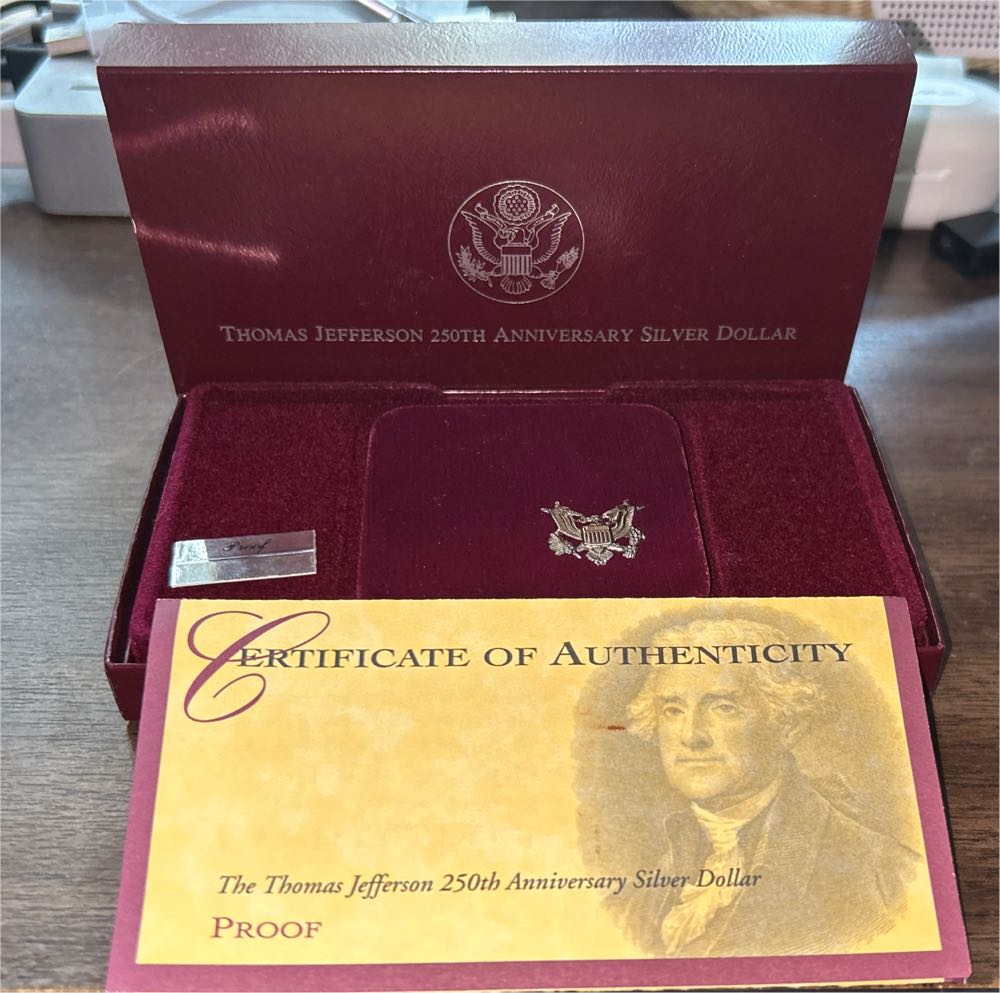 THOMAS JEFFERSON 250TH ANNIVERSARY SILVER DOLLAR
Proof
CERTIFICATE OF AUTHENTICITY
The Thomas Jefferson 250th Anniversary Silver Dollar
PROOF